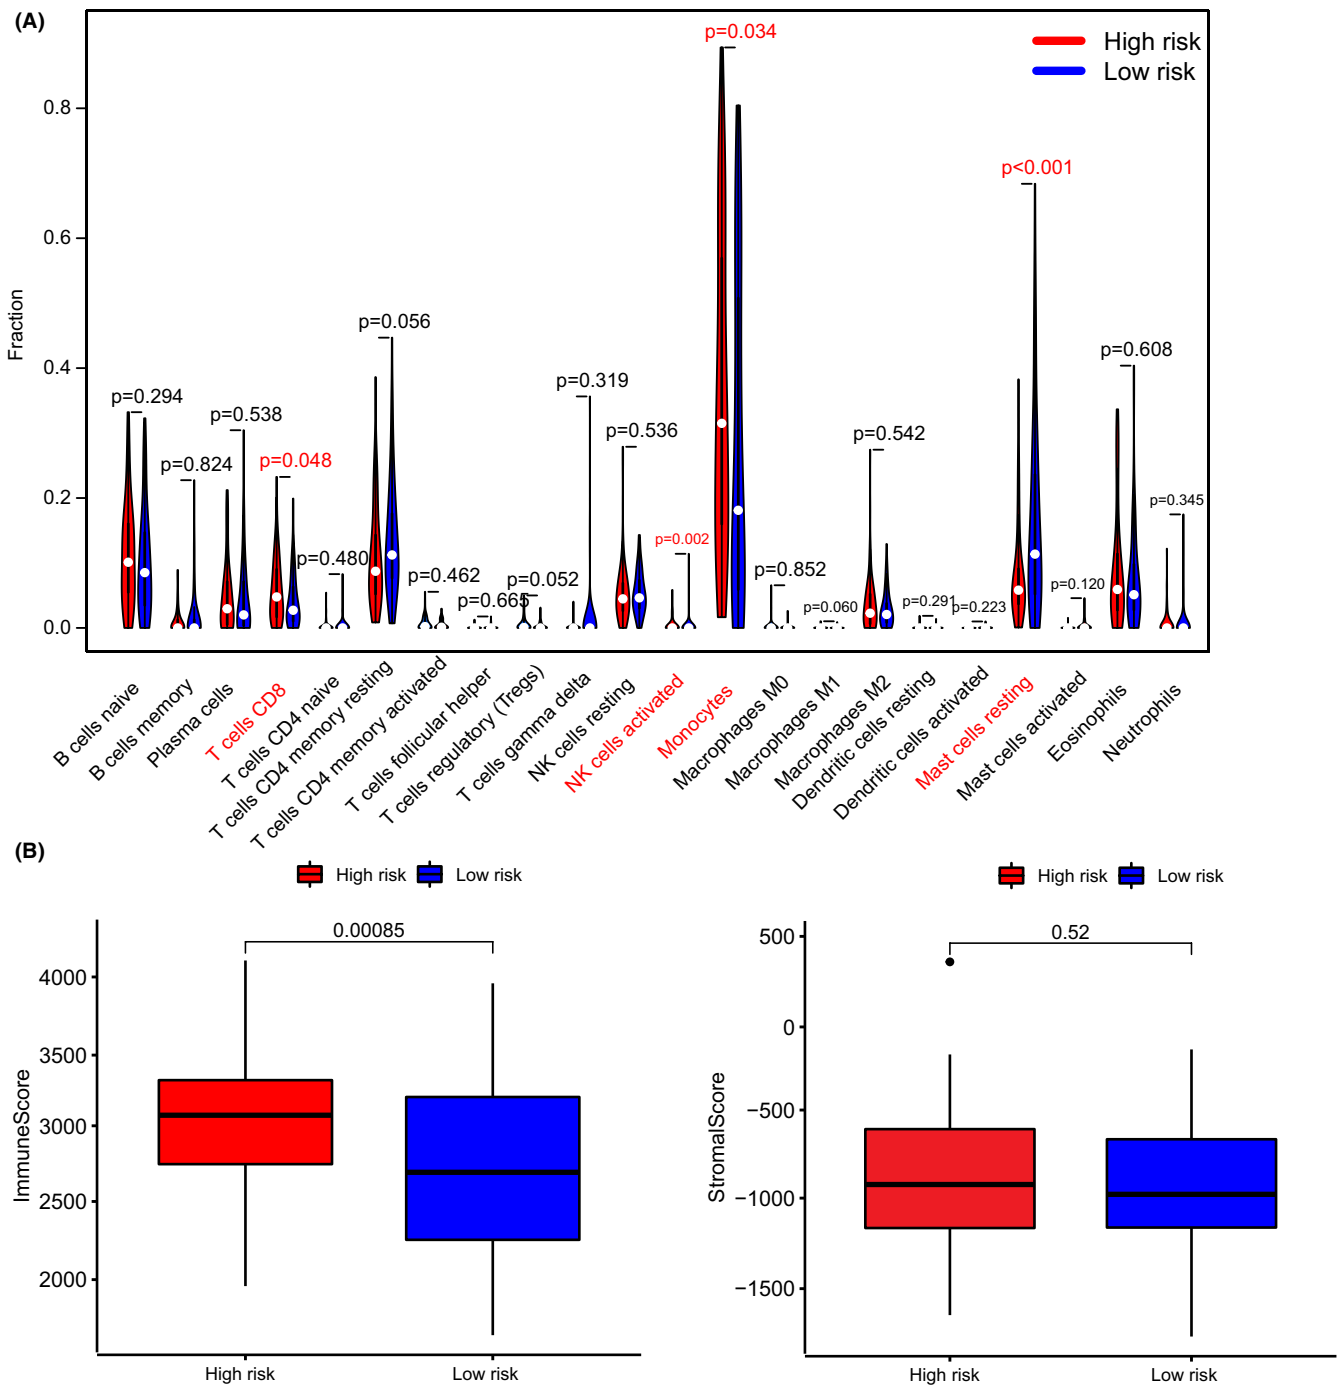 (A)
High risk
Low risk
Fraction
0.8
0.6
0.4
0.2
0.0
p=0.294
p=0.824
p=0.538
p=0.048
p=0.480
p=0.056
p=0.462
p=0.665
p=0.052
p=0.319
p=0.536
p=0.002
p=0.034
p=0.852
p=0.060
p=0.542
p=0.291
p=0.223
p<0.001
p=0.120
p=0.608
p=0.345
B cells naive
B cells memory
Plasma cells
T cells CD8
T cells CD4 naive
T cells CD4 memory resting
T cells CD4 memory activated
T cells follicular helper
T cells regulatory (Tregs)
T cells gamma delta
NK cells resting
NK cells activated
Monocytes
Macrophages M0
Macrophages M1
Macrophages M2
Dendritic cells resting
Dendritic cells activated
Mast cells resting
Mast cells activated
Eosinophils
Neutrophils
(B)
High risk
Low risk
ImmuneScore
4000
3500
3000
2500
2000
0.00085
High risk
Low risk
High risk
Low risk
StromalScore
500
0
−500
−1000
−1500
0.52
High risk
Low risk